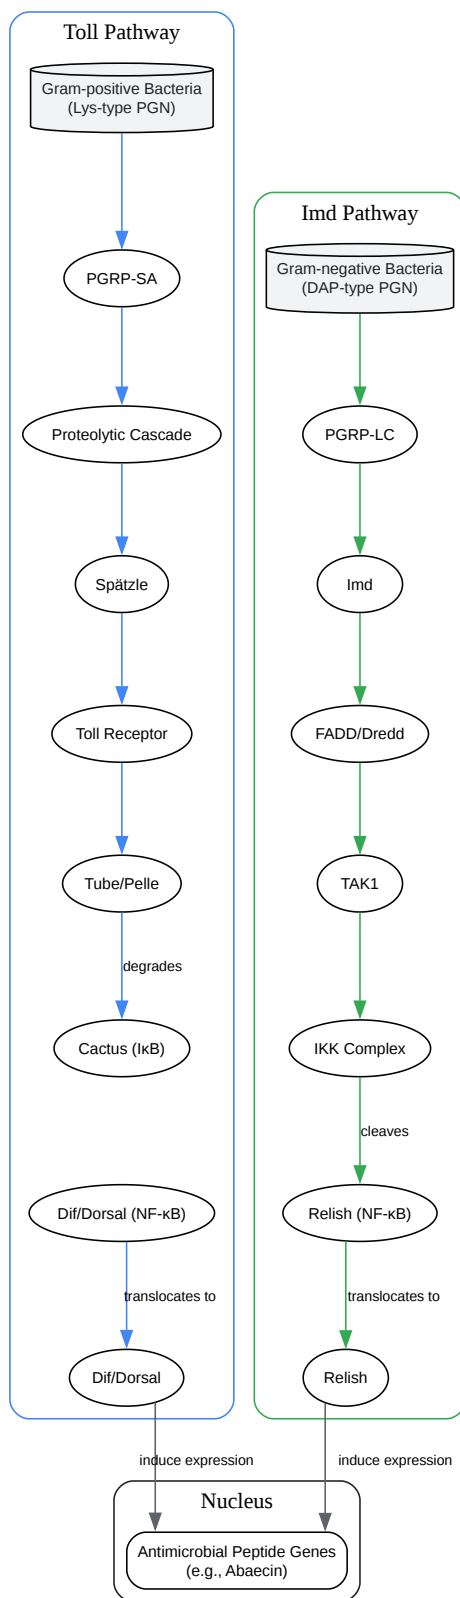 Toll Pathway
Gram-positive Bacteria
(Lys-type PGN)
PGRP-SA
Proteolytic Cascade
Spätzle
Toll Receptor
Tube/Pelle
degrades
Cactus (IκB)
Dif/Dorsal (NF-κB)
translocates to
Dif/Dorsal
induce expression
Imd Pathway
Gram-negative Bacteria
(DAP-type PGN)
PGRP-LC
Imd
FADD/Dredd
TAK1
IKK Complex
cleaves
Relish (NF-κB)
translocates to
Relish
induce expression
Nucleus
Antimicrobial Peptide Genes
(e.g., Abaecin)